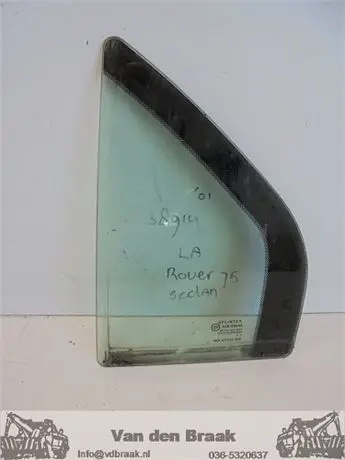 '01
38914
LA
Rover 75
sedan
Van den Braak
Info@vdbraak.nl
036-5320637